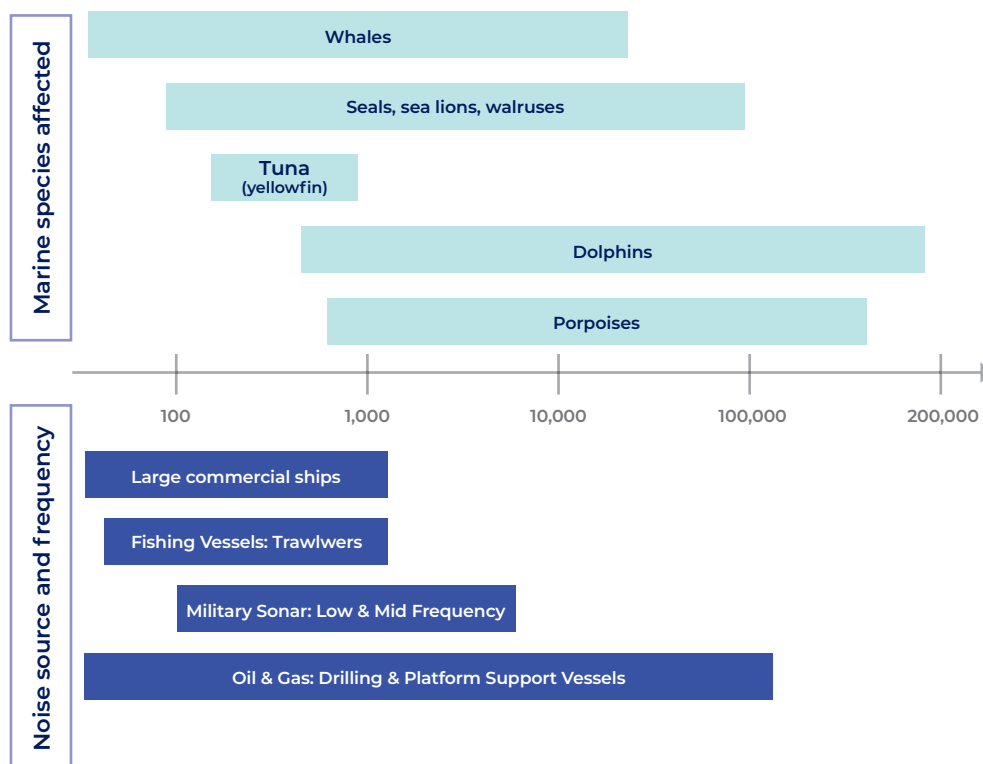 Marine species affected
Whales
Seals, sea lions, walruses
Tuna
(yellowfin)
Dolphins
Porpoises
100 1,000 10,000 100,000 200,000
Noise source and frequency
Large commercial ships
Fishing Vessels: Trawlwers
Military Sonar: Low & Mid Frequency
Oil & Gas: Drilling & Platform Support Vessels